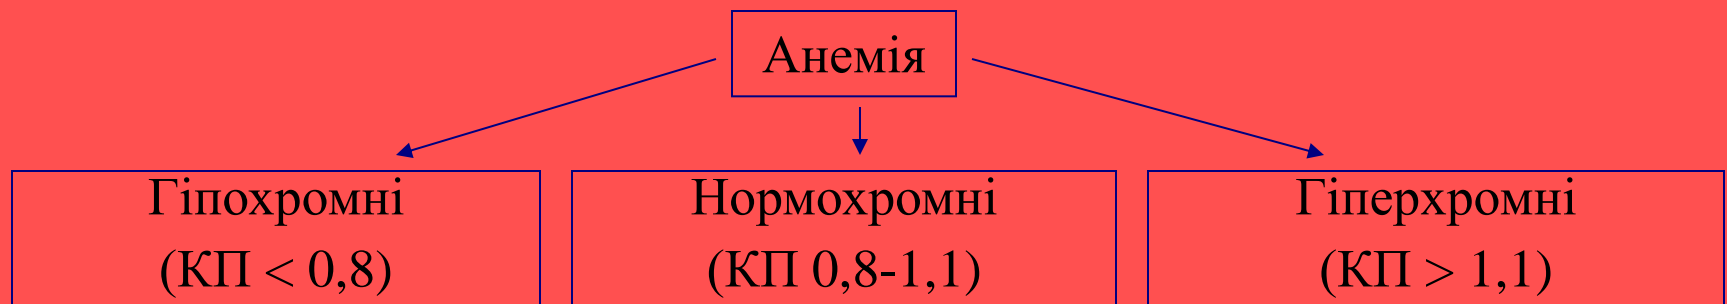 Анемія
Гіпохромні
(КП < 0,8)
Нормохромні
(КП 0,8-1,1)
Гіперхромні
(КП > 1,1)